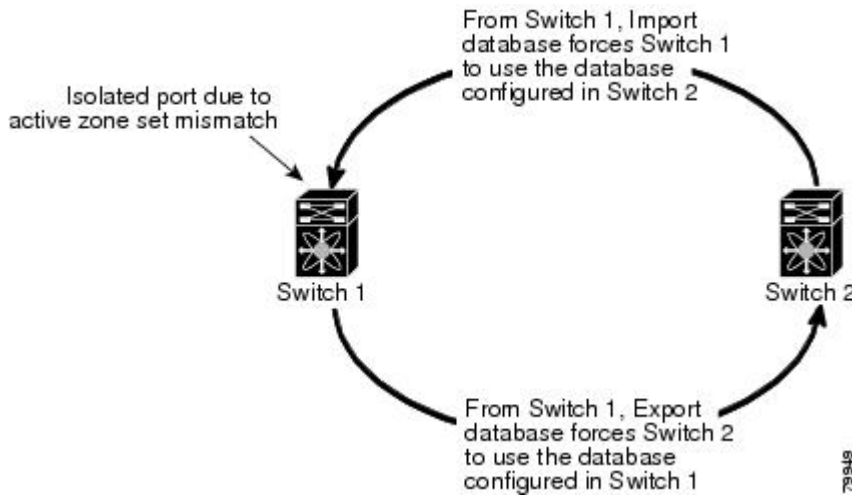 From Switch 1, Import
database forces Switch 1
to use the database
configured in Switch 2
Isolated port due to
active zone set mismatch
Switch 1
Switch 2
From Switch 1, Export
database forces Switch 2
to use the database
configured in Switch 1
79949